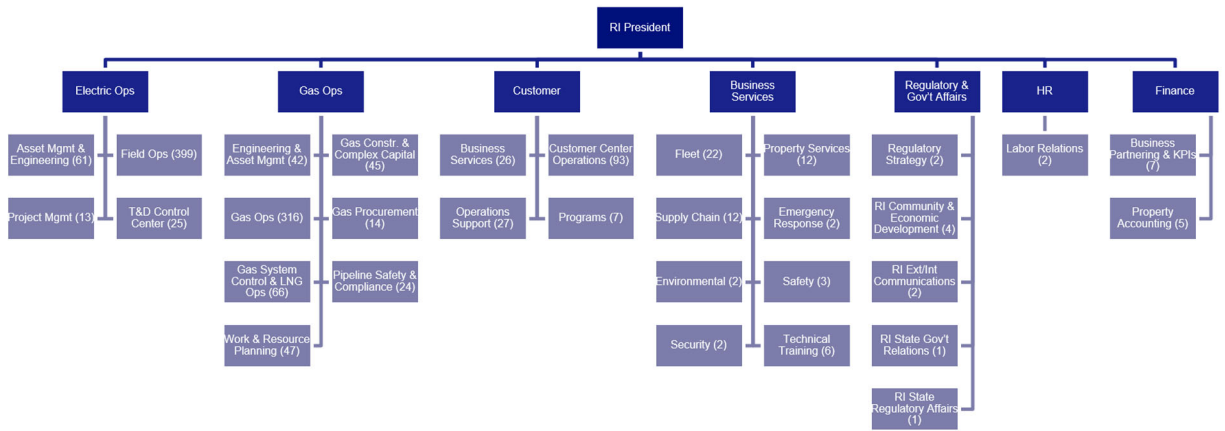 RI President
Electric Ops
Gas Ops
Customer
Business
Services
Regulatory &
Gov't Affairs
HR
Finance
Asset Mgmt &
Engineering (61)
Field Ops (399)
Project Mgmt (13)
T&D Control
Center (25)
Engineering
& Asset Mgmt (42)
Gas Constr. &
Complex Capital
(45)
Gas Ops (316)
Gas Procurement
(14)
Gas System
Control & LNG
Ops (66)
Pipeline Safety &
Compliance (24)
Work & Resource
Planning (47)
Business
Services (26)
Customer Center
Operations (93)
Operations
Support (27)
Programs (7)
Fleet (22)
Property Services
(12)
Supply Chain (12)
Emergency
Response (2)
Environmental (2)
Safety (3)
Security (2)
Technical
Training (6)
Regulatory
Strategy (2)
RI Community &
Economic
Development (4)
RI Ext/Int
Communications
(2)
RI State Gov't
Relations (1)
RI State
Regulatory Affairs
(1)
Labor Relations
(2)
Business
Partnering & KPIs
(7)
Property
Accounting (5)